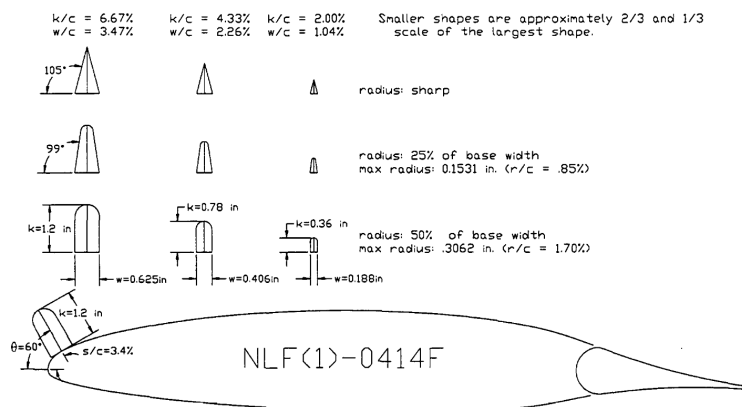 k/c = 6.67% k/c = 4.33% k/c = 2.00% Smaller shapes are approximately 2/3 and 1/3
w/c = 3.47% w/c = 2.26% w/c = 1.04% scale of the largest shape.
105°
radius: sharp
99°
radius: 25% of base width
max radius: 0.1531 in. (r/c = .85%)
k=0.78 in
k=1.2 in
k=0.36 in
radius: 50% of base width
max radius: .3062 in. (r/c = 1.70%)
w=0.625in w=0.406in w=0.188in
k=1.2 in
θ=60°
s/c=3.4%
NLF(1)-0414F